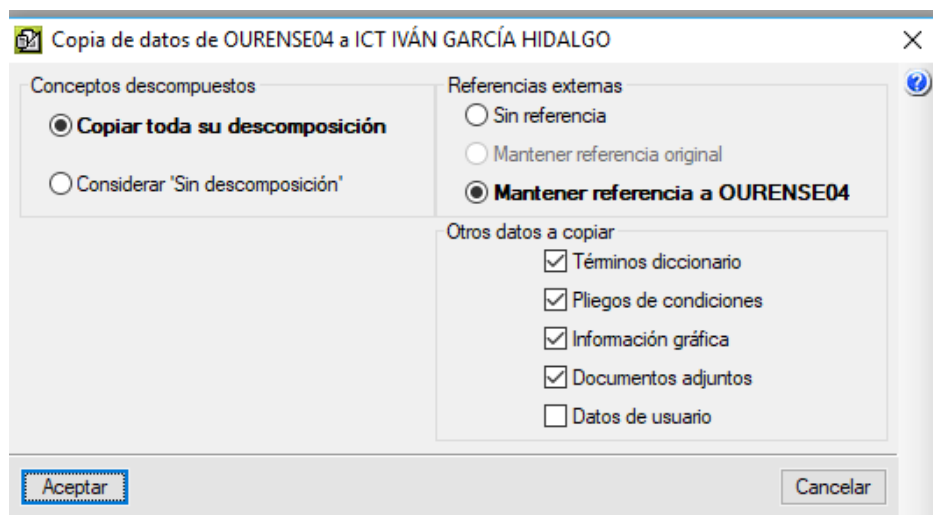 Copia de datos de OURENSE04 a ICT IVÁN GARCÍA HIDALGO
Conceptos descompuestos
Copiar toda su descomposición
Considerar 'Sin descomposición'
Referencias externas
Sin referencia
Mantener referencia original
Mantener referencia a OURENSE04
Otros datos a copiar
Términos diccionario
Pliegos de condiciones
Información gráfica
Documentos adjuntos
Datos de usuario
Aceptar
Cancelar